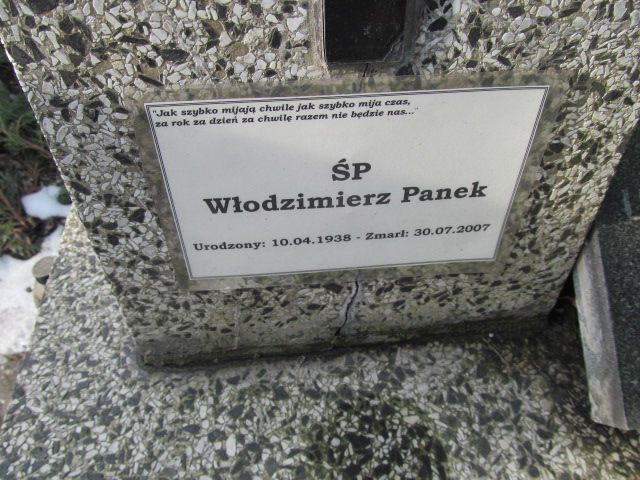 "Jak szybko mijają chwile jak szybko mija czas,
za rok za dzień za chwilę razem nie będzie nas..."
ŚP
Włodzimierz Panek
Urodzony: 10.04.1938 - Zmarł: 30.07.2007